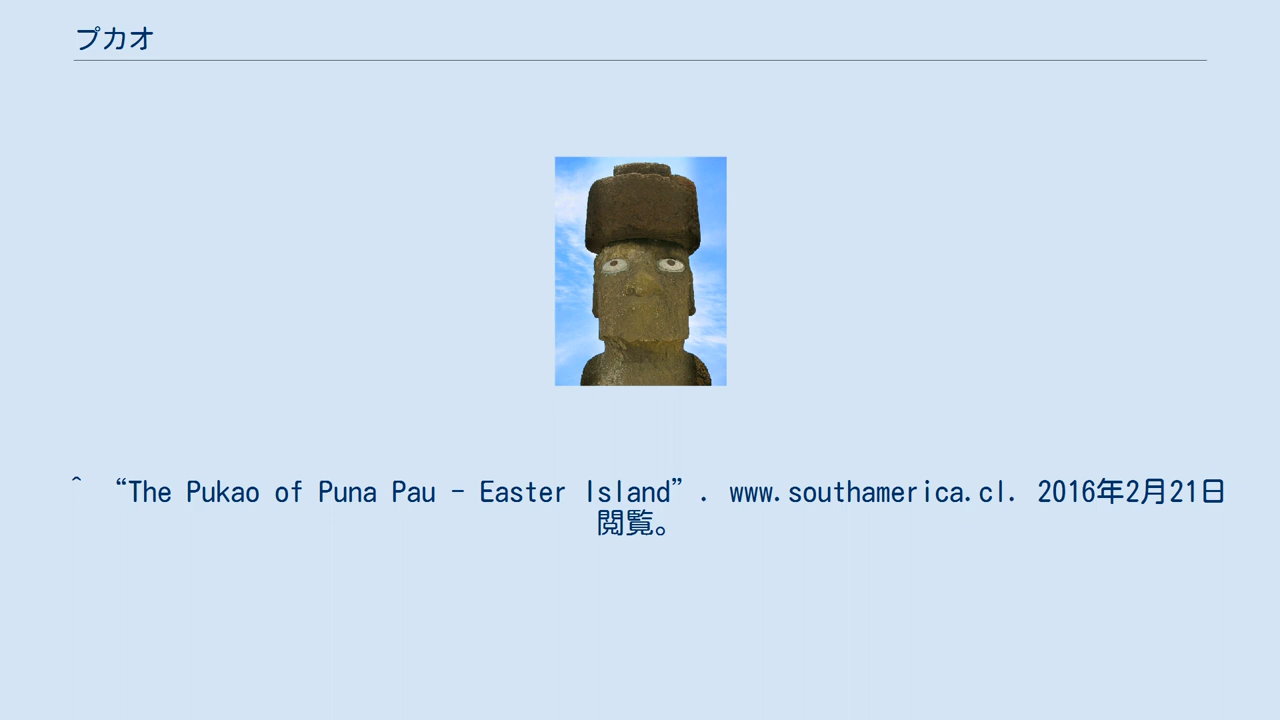 プカオ
^ “The Pukao of Puna Pau - Easter Island”. www.southamerica.cl. 2016年2月21日
閲覧。